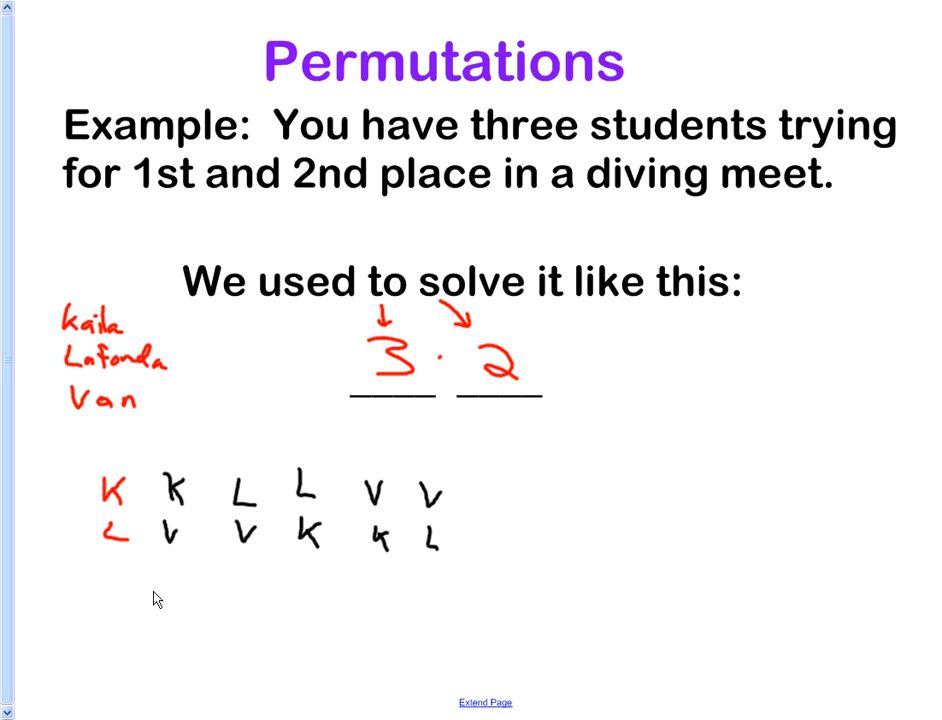 Permutations
Example: You have three students trying
for 1st and 2nd place in a diving meet.
We used to solve it like this:
Kaila
Lafonda
Van
3 · 2
K K L L V V
L V V K K L
Extend Page